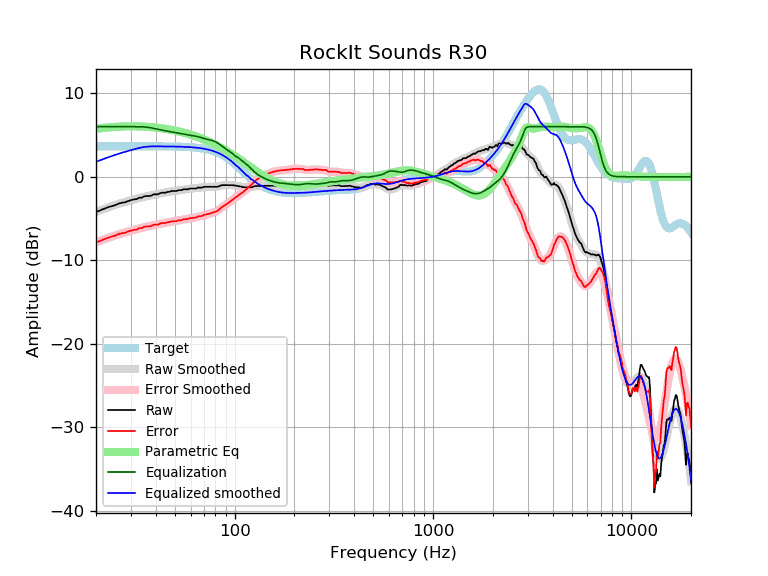 RockIt Sounds R30
Amplitude (dBr)
10
0
−10
−20
−30
−40
Target
Raw Smoothed
Error Smoothed
Raw
Error
Parametric Eq
Equalization
Equalized smoothed
100
1000
10000
Frequency (Hz)